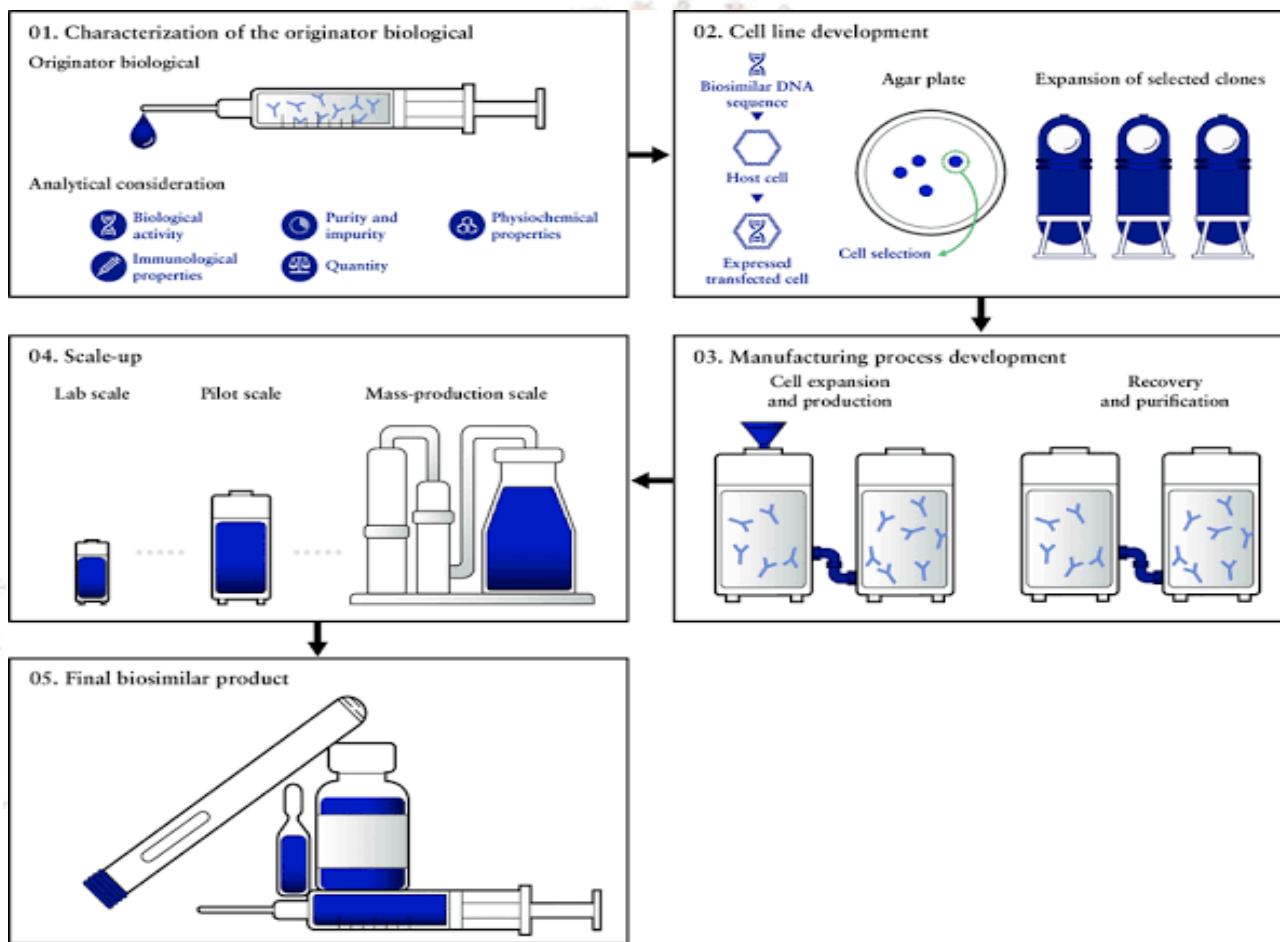 01. Characterization of the originator biological
Originator biological
Analytical consideration
Biological
activity
Purity and
impurity
Physiochemical
properties
Immunological
properties
Quantity
02. Cell line development
Biosimilar DNA
sequence
Host cell
Expressed
transfected cell
Agar plate
Cell selection
Expansion of selected clones
03. Manufacturing process development
Cell expansion
and production
Recovery
and purification
04. Scale-up
Lab scale
Pilot scale
Mass-production scale
05. Final biosimilar product